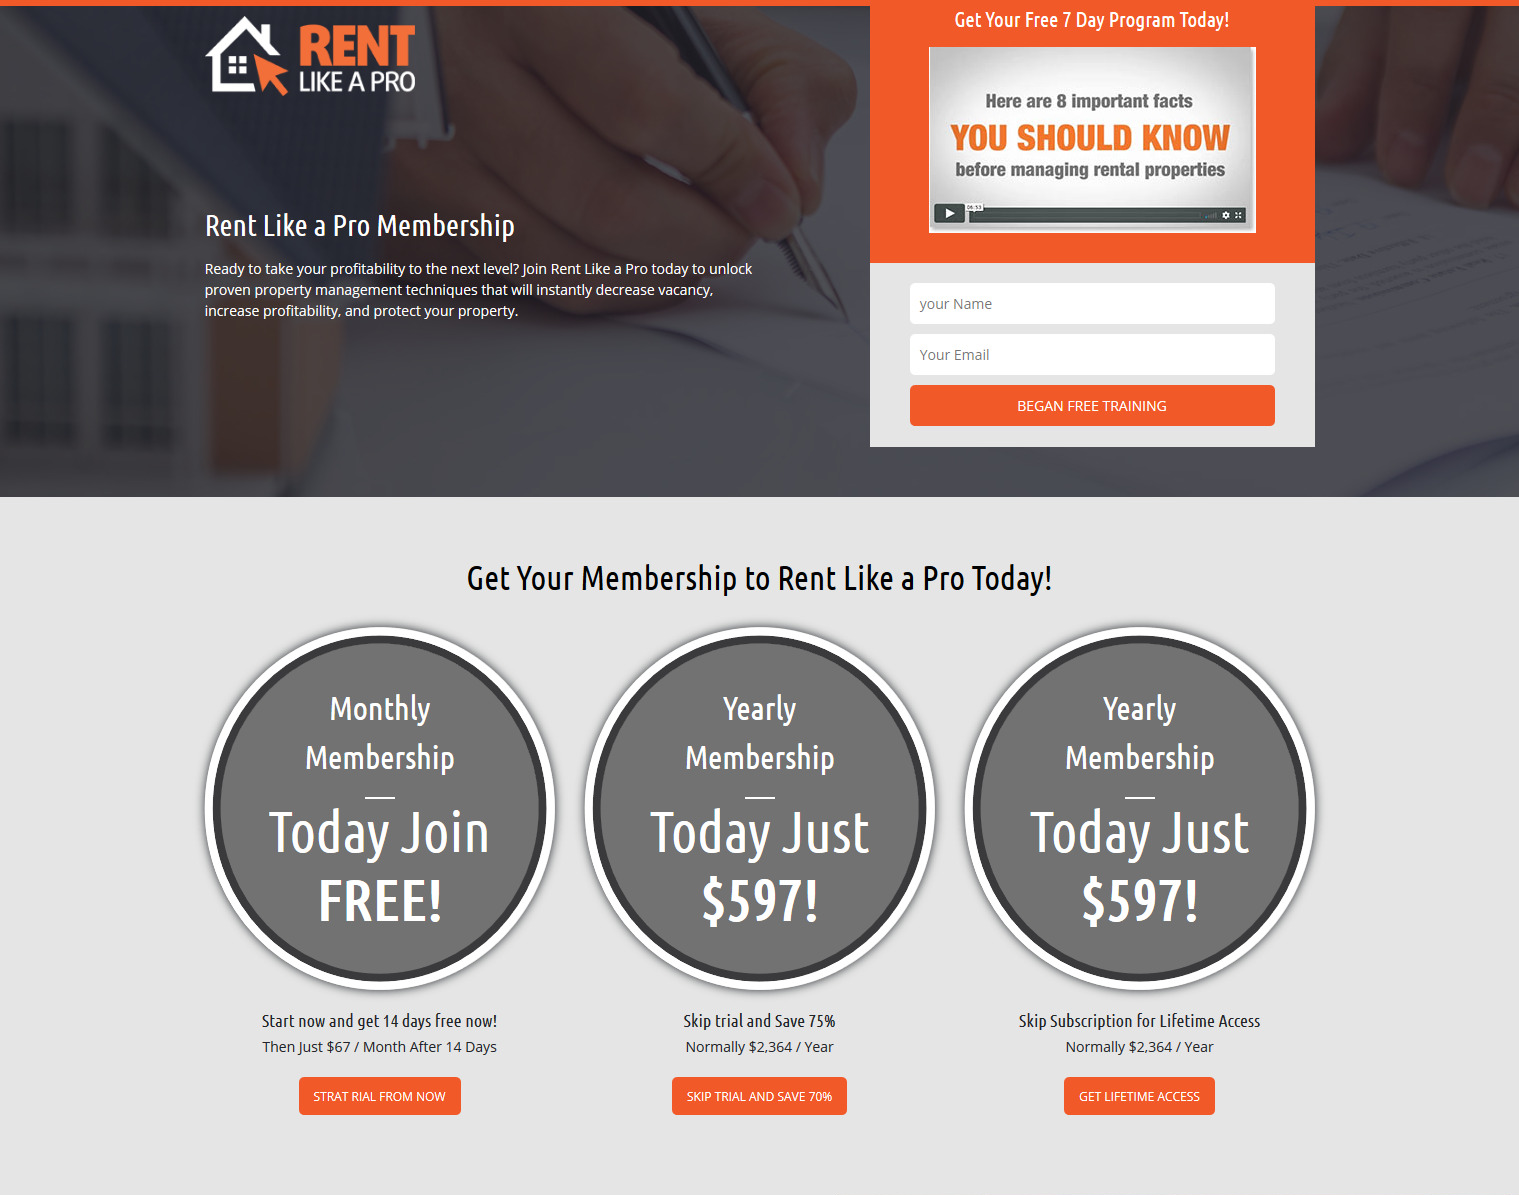 RENT
LIKE A PRO
Rent Like a Pro Membership
Ready to take your profitability to the next level? Join Rent Like a Pro today to unlock
proven property management techniques that will instantly decrease vacancy,
increase profitability, and protect your property.
Get Your Free 7 Day Program Today!
Here are 8 important facts
YOU SHOULD KNOW
before managing rental properties
06:53
your Name
Your Email
BEGAN FREE TRAINING
Get Your Membership to Rent Like a Pro Today!
Monthly
Membership
Today Join
FREE!
Start now and get 14 days free now!
Then Just $67 / Month After 14 Days
STRAT RIAL FROM NOW
Yearly
Membership
Today Just
$597!
Skip trial and Save 75%
Normally $2,364 / Year
SKIP TRIAL AND SAVE 70%
Yearly
Membership
Today Just
$597!
Skip Subscription for Lifetime Access
Normally $2,364 / Year
GET LIFETIME ACCESS